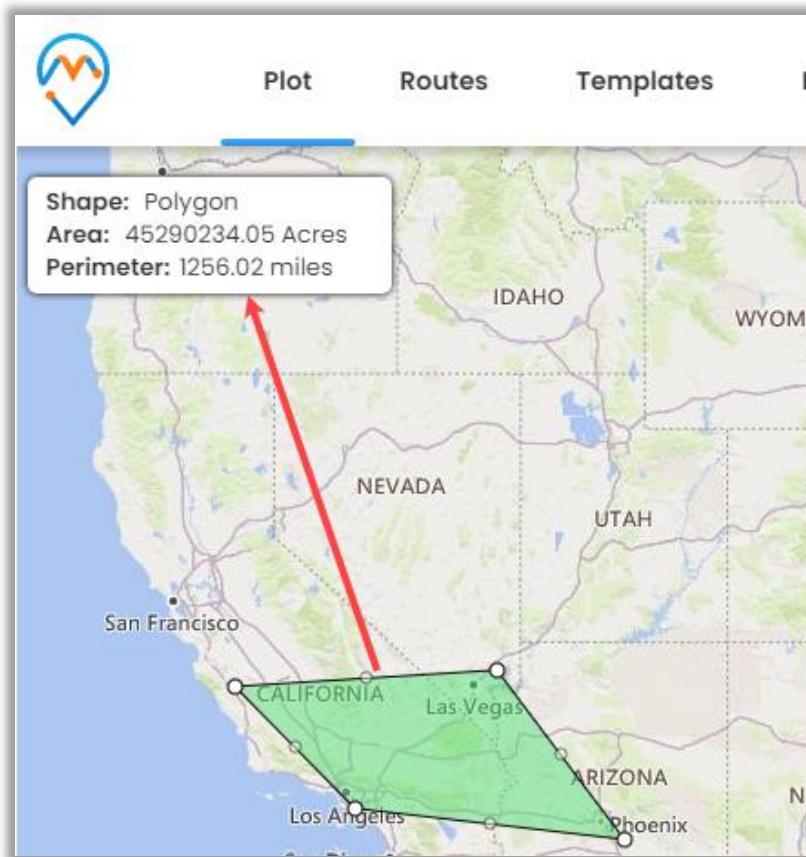 Plot Routes Templates
Shape: Polygon
Area: 45290234.05 Acres
Perimeter: 1256.02 miles
IDAHO
WYOM
NEVADA
UTAH
San Francisco
CALIFORNIA
Las Vegas
ARIZONA
Los Angeles
Phoenix